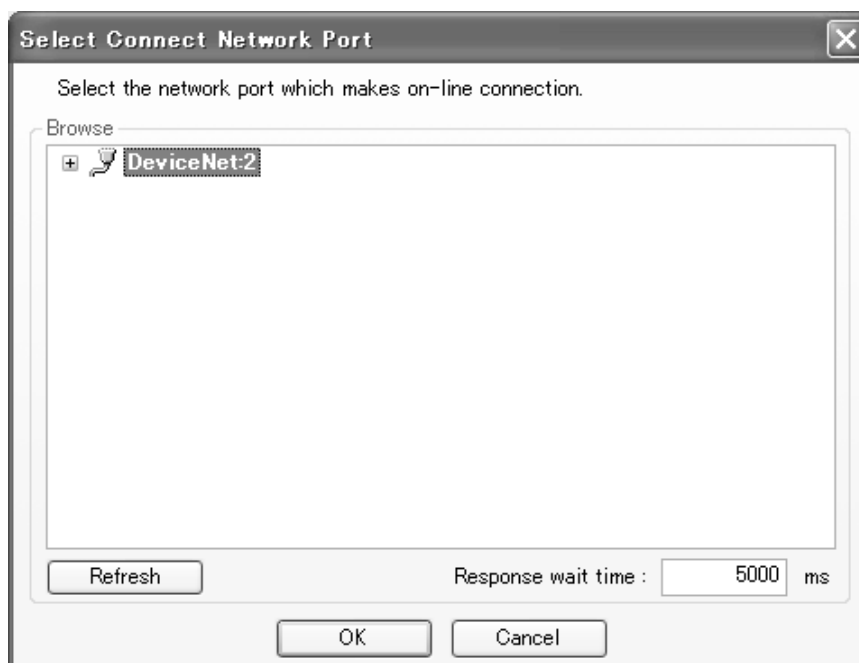 Select Connect Network Port
Select the network port which makes on-line connection.
Browse
DeviceNet:2
Refresh
Response wait time : 5000 ms
OK
Cancel